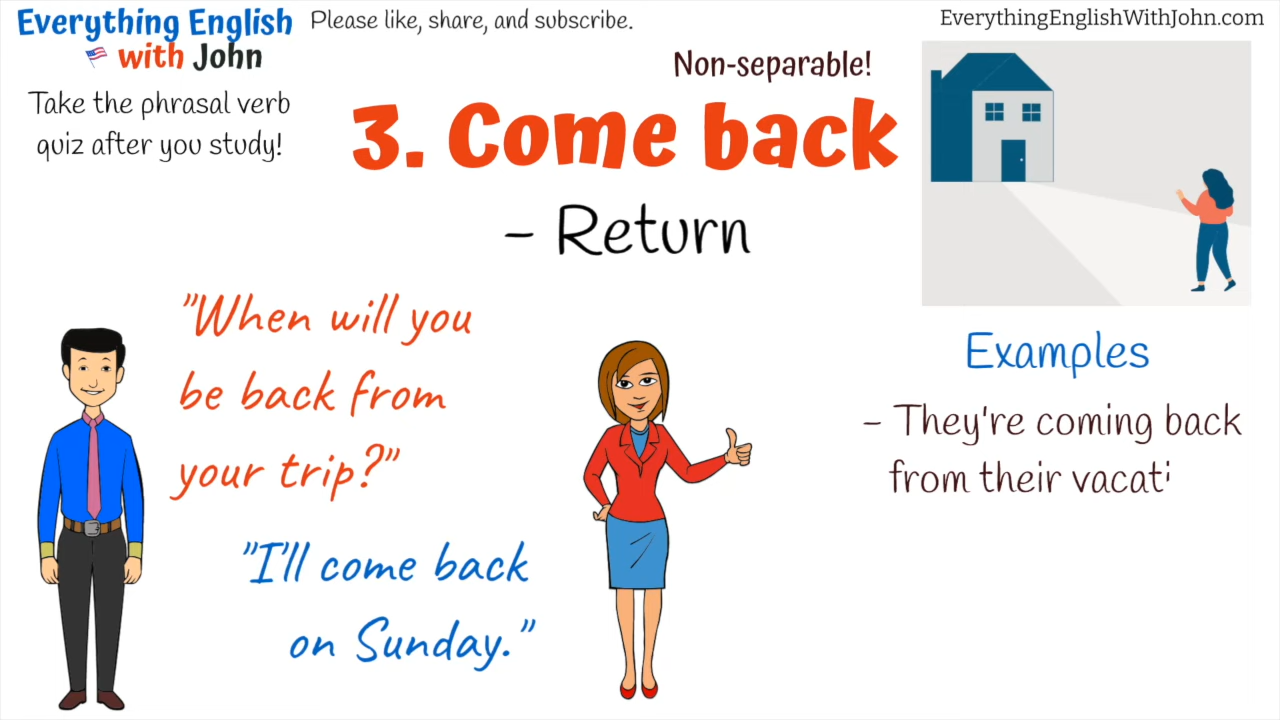 Everything English
with John
Please like, share, and subscribe.
EverythingEnglishWithJohn.com
Take the phrasal verb
quiz after you study!
Non-separable!
3. Come back
- Return
"When will you
be back from
your trip?"
"I'll come back
on Sunday."
Examples
- They're coming back
from their vacati